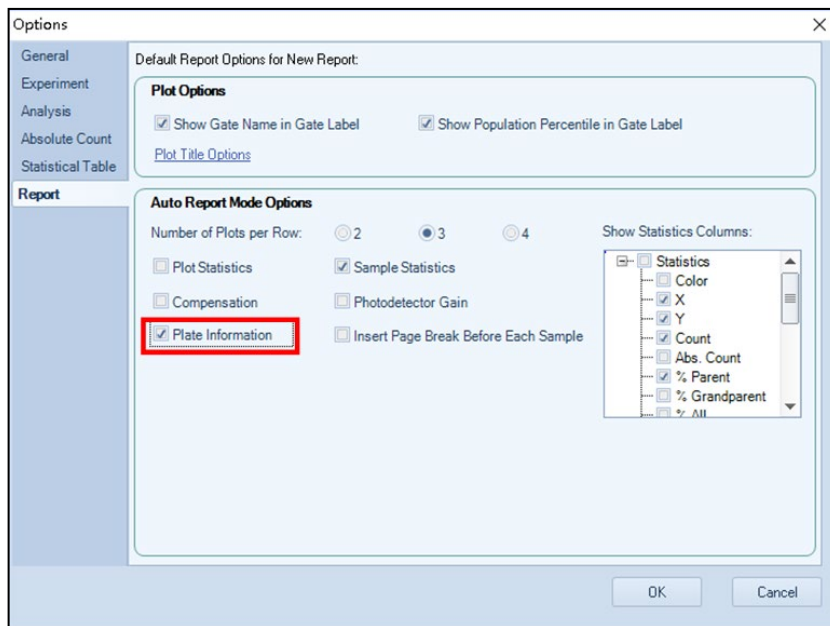 Options
General
Experiment
Analysis
Absolute Count
Statistical Table
Report
Default Report Options for New Report:
Plot Options
Show Gate Name in Gate Label
Show Population Percentile in Gate Label
Plot Title Options
Auto Report Mode Options
Number of Plots per Row:
2
3
4
Show Statistics Columns:
Plot Statistics
Sample Statistics
Compensation
Photodetector Gain
Plate Information
Insert Page Break Before Each Sample
Statistics
Color
X
Y
Count
Abs. Count
% Parent
% Grandparent
% All
OK
Cancel